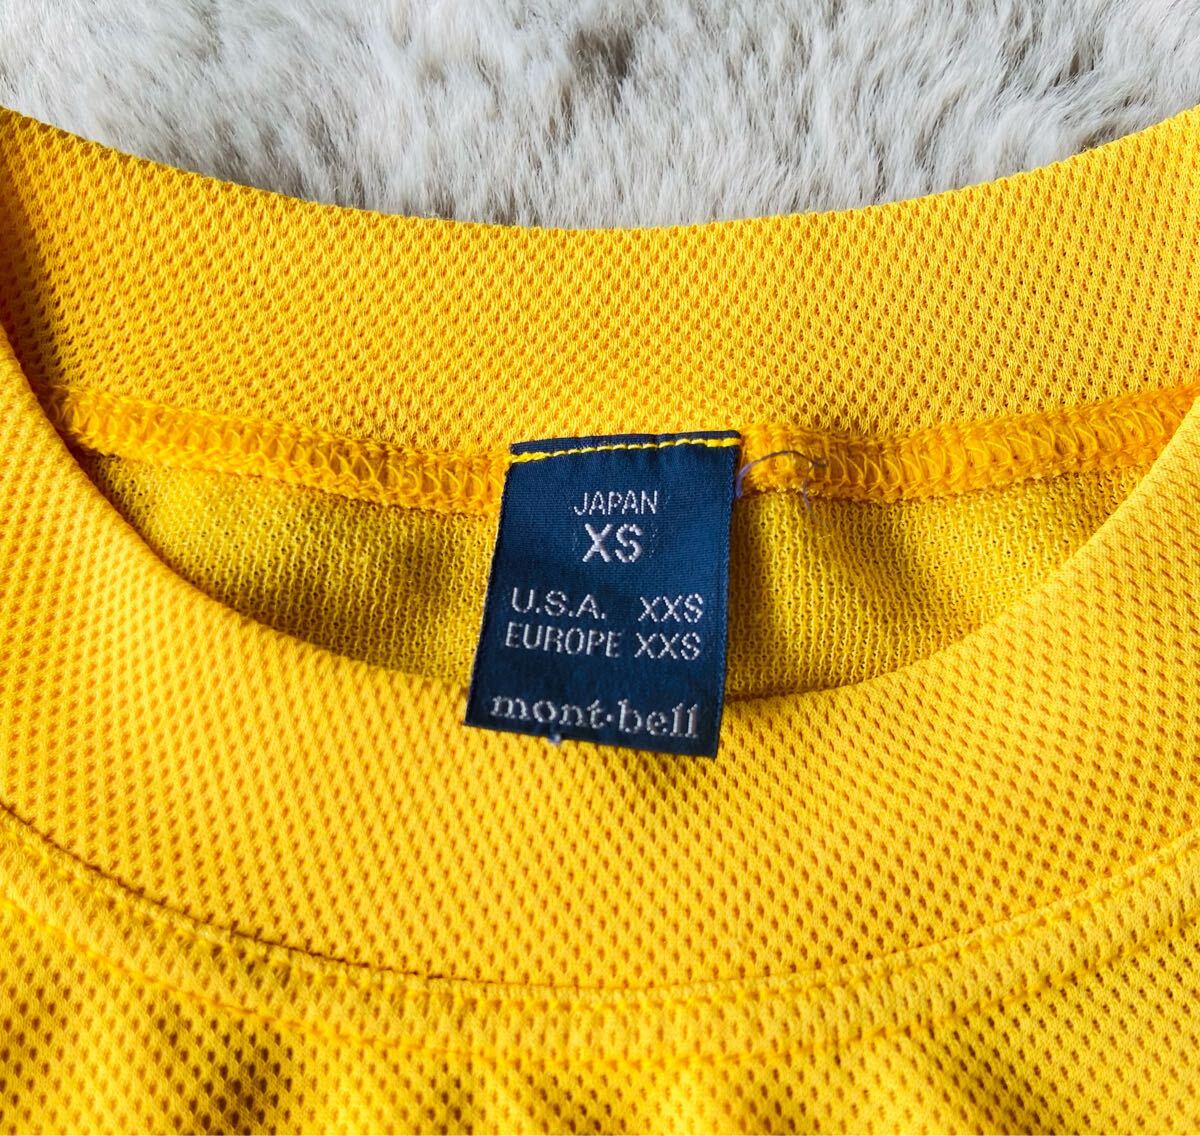 JAPAN
XS
U.S.A. XXS
EUROPE XXS
mont·bell